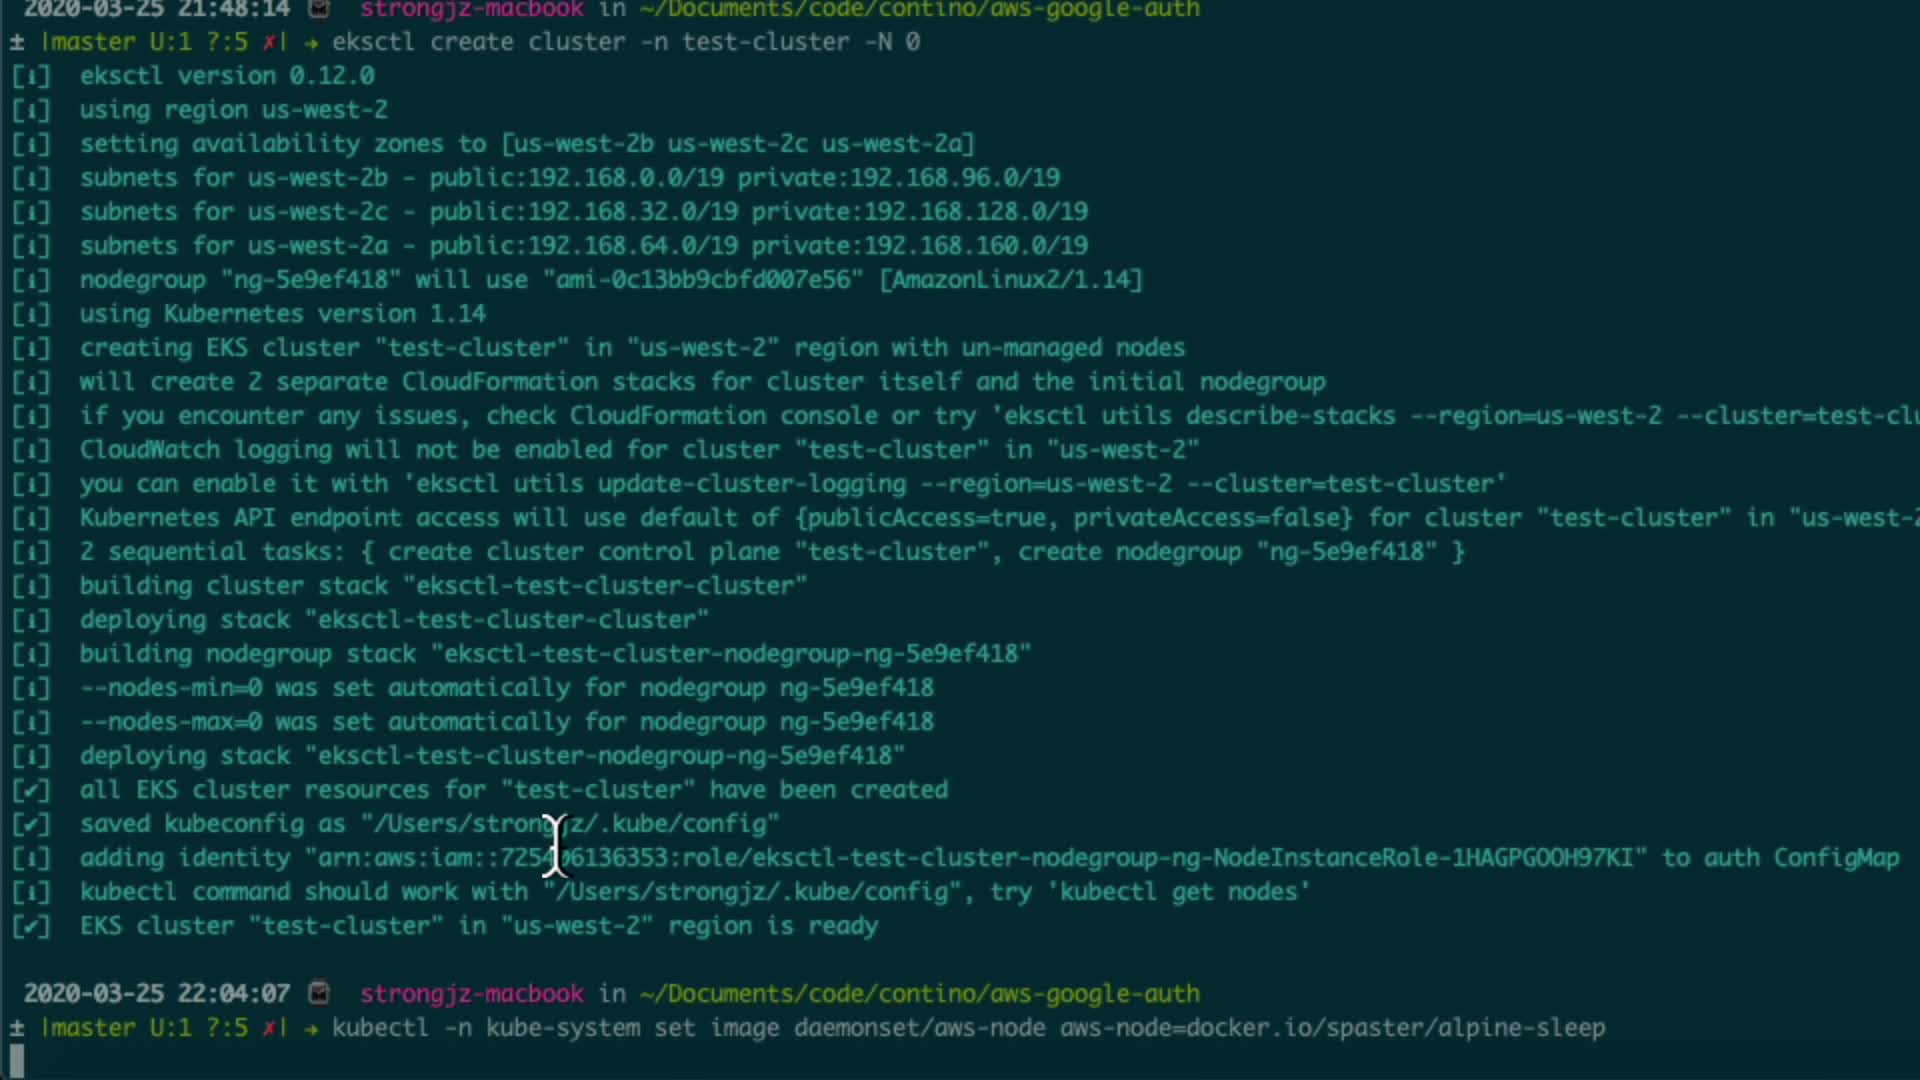 2020-03-25 21:48:14 strongjz-macbook in ~/Documents/code/contino/aws-google-auth
± |master U:1 ?:5 ✗| → eksctl create cluster -n test-cluster -N 0
[ℹ] eksctl version 0.12.0
[ℹ] using region us-west-2
[ℹ] setting availability zones to [us-west-2b us-west-2c us-west-2a]
[ℹ] subnets for us-west-2b - public:192.168.0.0/19 private:192.168.96.0/19
[ℹ] subnets for us-west-2c - public:192.168.32.0/19 private:192.168.128.0/19
[ℹ] subnets for us-west-2a - public:192.168.64.0/19 private:192.168.160.0/19
[ℹ] nodegroup "ng-5e9ef418" will use "ami-0c13bb9cbfd007e56" [AmazonLinux2/1.14]
[ℹ] using Kubernetes version 1.14
[ℹ] creating EKS cluster "test-cluster" in "us-west-2" region with un-managed nodes
[ℹ] will create 2 separate CloudFormation stacks for cluster itself and the initial nodegroup
[ℹ] if you encounter any issues, check CloudFormation console or try 'eksctl utils describe-stacks --region=us-west-2 --cluster=test-clu
[ℹ] CloudWatch logging will not be enabled for cluster "test-cluster" in "us-west-2"
[ℹ] you can enable it with 'eksctl utils update-cluster-logging --region=us-west-2 --cluster=test-cluster'
[ℹ] Kubernetes API endpoint access will use default of {publicAccess=true, privateAccess=false} for cluster "test-cluster" in "us-west-2
[ℹ] 2 sequential tasks: { create cluster control plane "test-cluster", create nodegroup "ng-5e9ef418" }
[ℹ] building cluster stack "eksctl-test-cluster-cluster"
[ℹ] deploying stack "eksctl-test-cluster-cluster"
[ℹ] building nodegroup stack "eksctl-test-cluster-nodegroup-ng-5e9ef418"
[ℹ] --nodes-min=0 was set automatically for nodegroup ng-5e9ef418
[ℹ] --nodes-max=0 was set automatically for nodegroup ng-5e9ef418
[ℹ] deploying stack "eksctl-test-cluster-nodegroup-ng-5e9ef418"
[✔] all EKS cluster resources for "test-cluster" have been created
[✔] saved kubeconfig as "/Users/strongjz/.kube/config"
[ℹ] adding identity to auth ConfigMap
[ℹ] kubectl command should work with "/Users/strongjz/.kube/config", try 'kubectl get nodes'
[✔] EKS cluster "test-cluster" in "us-west-2" region is ready
2020-03-25 22:04:07 strongjz-macbook in ~/Documents/code/contino/aws-google-auth
± |master U:1 ?:5 ✗| → kubectl -n kube-system set image daemonset/aws-node aws-node=docker.io/spaster/alpine-sleep